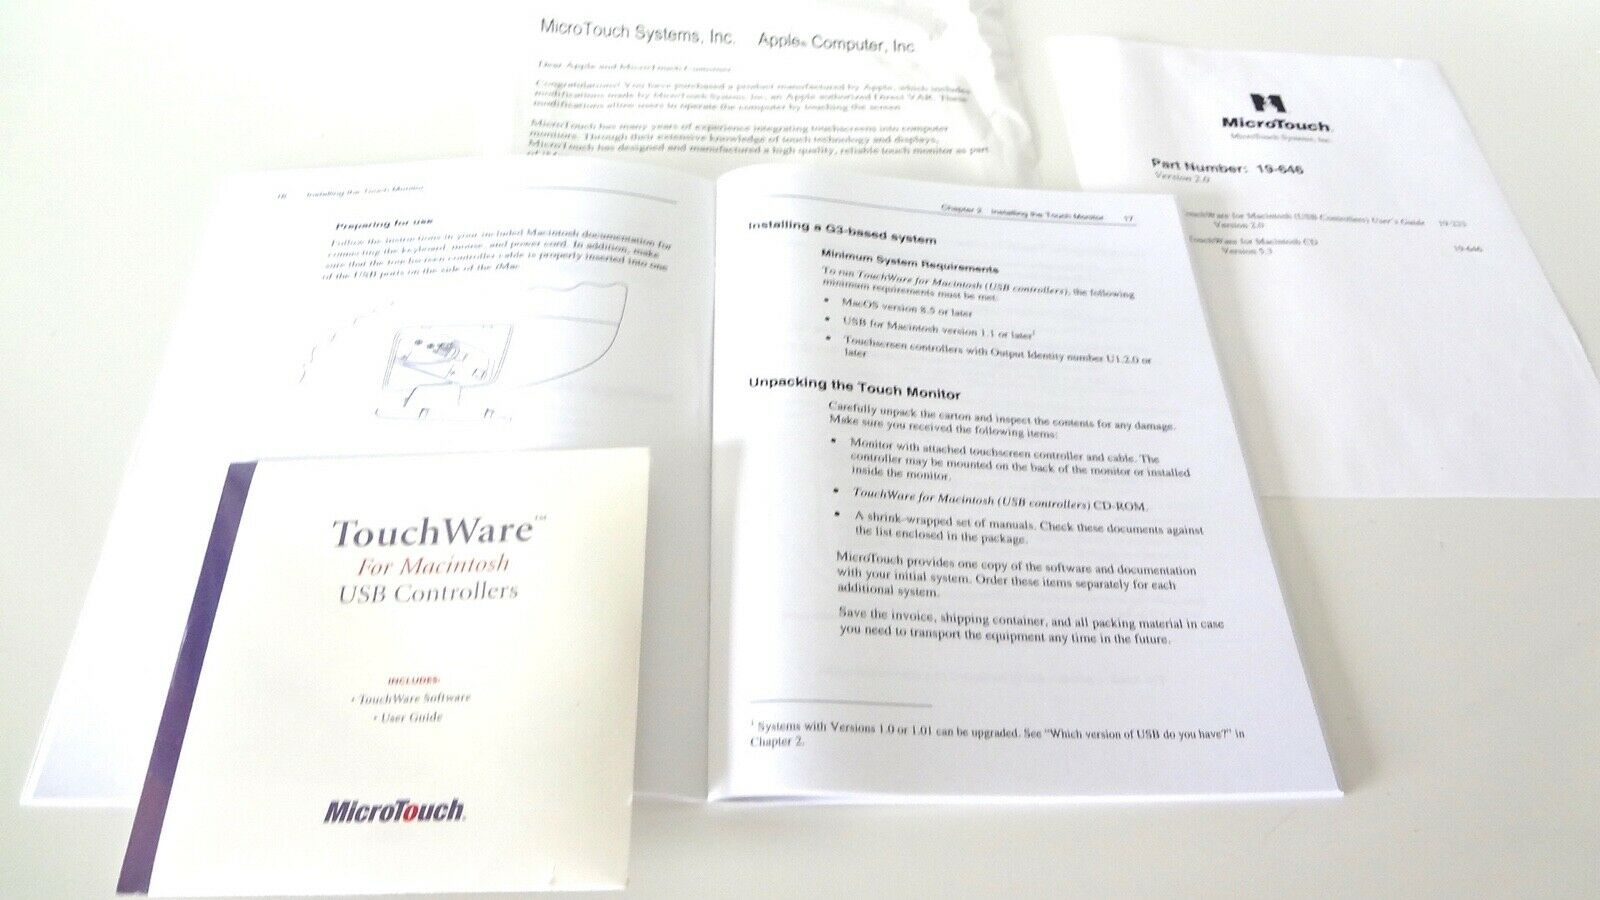 MicroTouch Systems, Inc. Apple® Computer, Inc
Dear Apple and MicroTouch Customer
Congratulations! You have purchased a product manufactured by Apple, which includes
modifications made by MicroTouch Systems, Inc., an Apple authorized Direct VAR. These
modifications allow users to operate the computer by touching the screen
MicroTouch has many years of experience integrating touchscreens into computer
monitors. Through their extensive knowledge of touch technology and displays,
MicroTouch has designed and manufactured a high quality, reliable touch monitor as part
MicroTouch
MicroTouch Systems, Inc.
Part Number: 19-646
Version 2.0
TouchWare for Macintosh (USB Controllers) User's Guide 19-225
Version 2.0
TouchWare for Macintosh CD 19-646
Version 5.3
16 Installing the Touch Monitor
Preparing for use
Follow the instructions in your included Macintosh documentation for
connecting the keyboard, mouse, and power cord. In addition, make
sure that the touchscreen controller cable is properly inserted into one
of the USB ports on the side of the iMac.
Chapter 2 Installing the Touch Monitor 17
Installing a G3-based system
Minimum System Requirements
To run TouchWare for Macintosh (USB controllers), the following
minimum requirements must be met:
• MacOS version 8.5 or later
• USB for Macintosh version 1.1 or later¹
• Touchscreen controllers with Output Identity number U1.2.0 or
later
Unpacking the Touch Monitor
Carefully unpack the carton and inspect the contents for any damage.
Make sure you received the following items:
• Monitor with attached touchscreen controller and cable. The
controller may be mounted on the back of the monitor or installed
inside the monitor.
• TouchWare for Macintosh (USB controllers) CD-ROM.
• A shrink-wrapped set of manuals. Check these documents against
the list enclosed in the package.
MicroTouch provides one copy of the software and documentation
with your initial system. Order these items separately for each
additional system.
Save the invoice, shipping container, and all packing material in case
you need to transport the equipment any time in the future.
¹ Systems with Versions 1.0 or 1.01 can be upgraded. See "Which version of USB do you have?" in
Chapter 2.
TouchWare™
For Macintosh
USB Controllers
INCLUDES:
• TouchWare Software
• User Guide
MicroTouch.